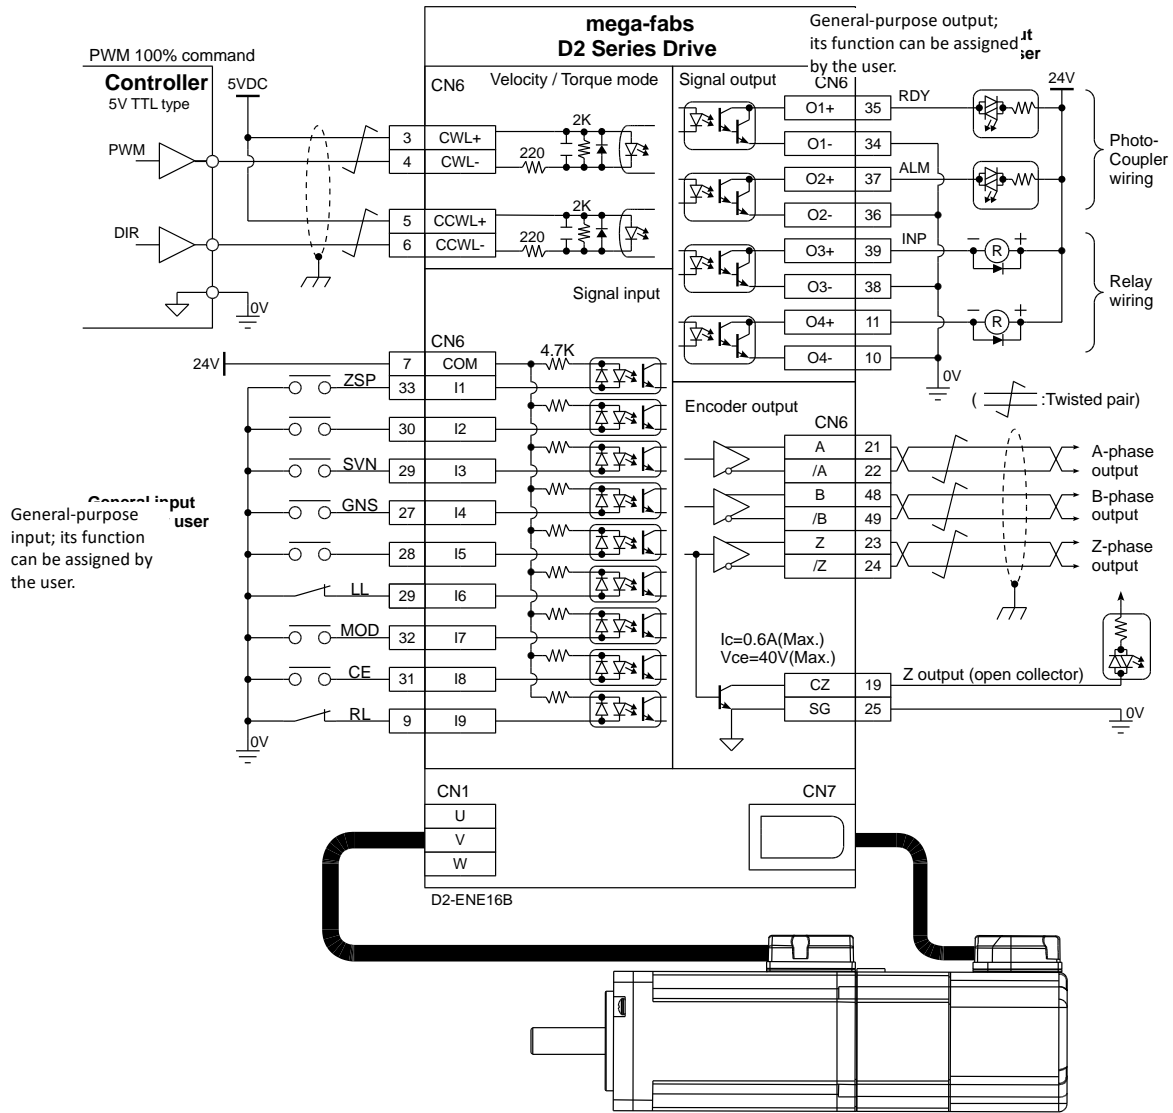 mega-fabs
D2 Series Drive
General-purpose output;
its function can be assigned
by the user.
ser
PWM 100% command
Controller
5V TTL type
5VDC
PWM
DIR
0V
CN6
Velocity / Torque mode
3 CWL+
4 CWL-
2K
220
5 CCWL+
6 CCWL-
2K
220
Signal output
CN6
24V
O1+ 35 RDY
O1- 34
O2+ 37 ALM
O2- 36
O3+ 39 INP
O3- 38
O4+ 11
O4- 10
0V
Photo-
Coupler
wiring
- R +
- R +
Relay
wiring
Signal input
CN6
4.7K
24V 7 COM
ZSP 33 I1
30 I2
SVN 29 I3
GNS 27 I4
28 I5
LL 29 I6
MOD 32 I7
CE 31 I8
RL 9 I9
0V
General input
user
General-purpose
input; its function
can be assigned by
the user.
( :Twisted pair)
Encoder output
CN6
A 21
/A 22
B 48
/B 49
Z 23
/Z 24
A-phase
output
B-phase
output
Z-phase
output
Ic=0.6A(Max.)
Vce=40V(Max.)
CZ 19 Z output (open collector)
SG 25
0V
CN1
U
V
W
CN7
D2-ENE16B